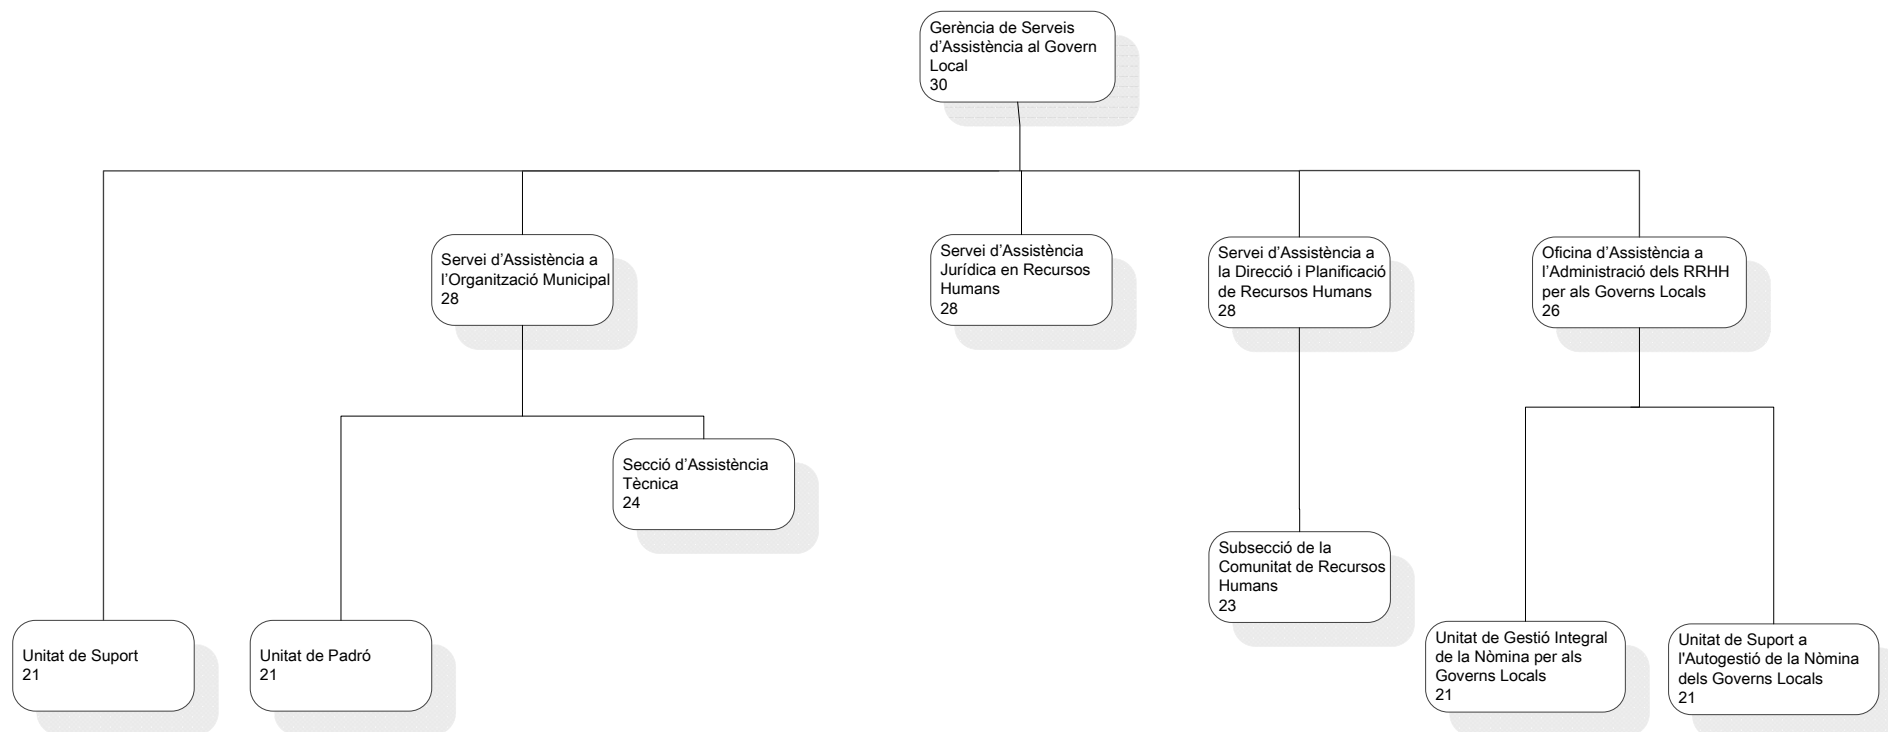 Gerència de Serveis
d’Assistència al Govern
Local
30
Servei d’Assistència a
l’Organització Municipal
28
Servei d’Assistència
Jurídica en Recursos
Humans
28
Servei d’Assistència a
la Direcció i Planificació
de Recursos Humans
28
Oficina d’Assistència a
l’Administració dels RRHH
per als Governs Locals
26
Secció d’Assistència
Tècnica
24
Subsecció de la
Comunitat de Recursos
Humans
23
Unitat de Suport
21
Unitat de Padró
21
Unitat de Gestió Integral
de la Nòmina per als
Governs Locals
21
Unitat de Suport a
l'Autogestió de la Nòmina
dels Governs Locals
21